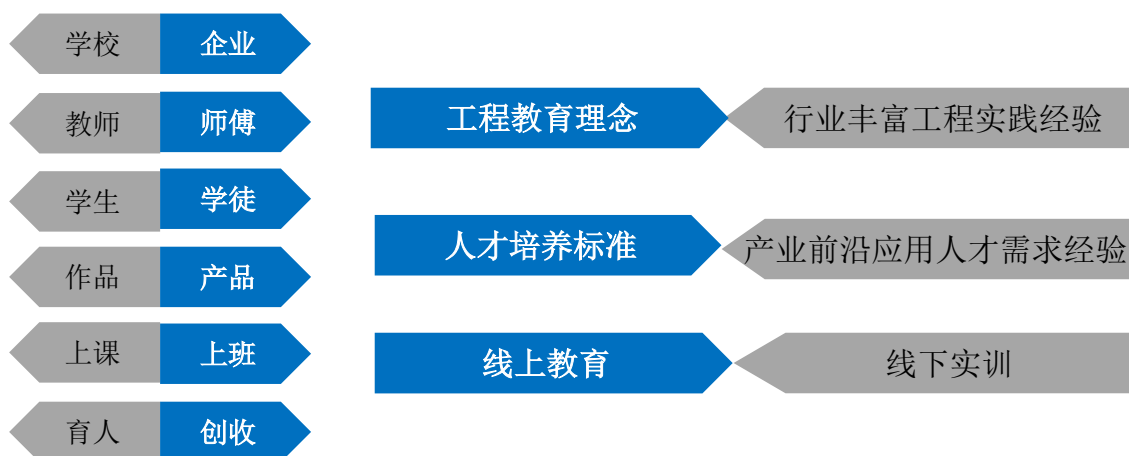 学校 企业
教师 师傅
学生 学徒
作品 产品
上课 上班
育人 创收
工程教育理念 行业丰富工程实践经验
人才培养标准 产业前沿应用人才需求经验
线上教育 线下实训